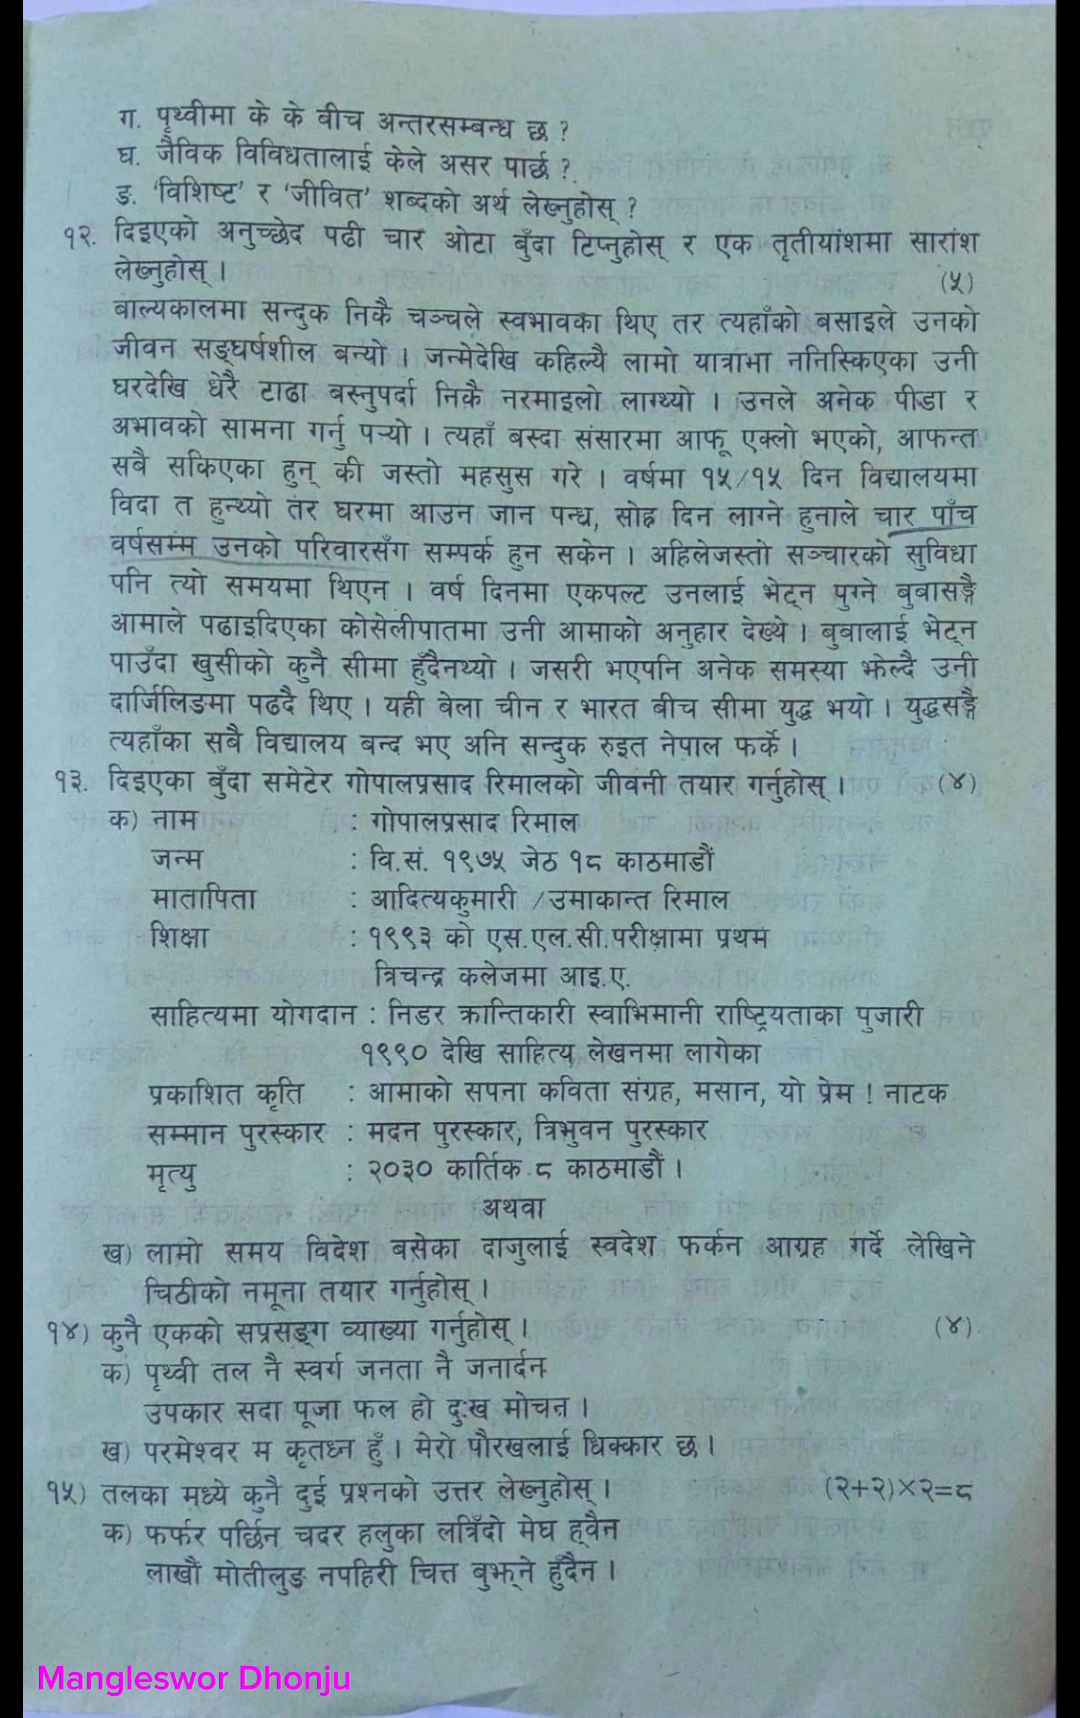 ग. पृथ्वीमा के के बीच अन्तरसम्बन्ध छ ?
घ. जैविक विविधतालाई केले असर पार्छ ?
ङ. 'विशिष्ट' र 'जीवित' शब्दको अर्थ लेख्नुहोस् ?
१२. दिइएको अनुच्छेद पढी चार ओटा बुँदा टिप्नुहोस् र एक तृतीयांशमा सारांश
लेख्नुहोस् । (५)
बाल्यकालमा सन्दुक निकै चञ्चले स्वभावका थिए तर त्यहाँको बसाइले उनको
जीवन सङ्घर्षशील बन्यो । जन्मेदेखि कहिल्यै लामो यात्राभा ननिस्किएका उनी
घरदेखि धेरै टाढा बस्नुपर्दा निकै नरमाइलो लाग्थ्यो । उनले अनेक पीडा र
अभावको सामना गर्नु पऱ्यो । त्यहाँ बस्दा संसारमा आफू एक्लो भएको, आफन्त
सबै सकिएका हुन् की जस्तो महसुस गरे । वर्षमा १५/१५ दिन विद्यालयमा
विदा त हुन्थ्यो तर घरमा आउन जान पन्ध, सोह्र दिन लाग्ने हुनाले चार पाँच
वर्षसम्म उनको परिवारसँग सम्पर्क हुन सकेन । अहिलेजस्तो सञ्चारको सुविधा
पनि त्यो समयमा थिएन । वर्ष दिनमा एकपल्ट उनलाई भेट्न पुग्ने बुबासङ्गै
आमाले पढाइदिएका कोसेलीपातमा उनी आमाको अनुहार देख्थे । बुवालाई भेट्न
पाउँदा खुसीको कुनै सीमा हुँदैनथ्यो । जसरी भएपनि अनेक समस्या झेल्दै उनी
दार्जिलिङमा पढदै थिए । यही बेला चीन र भारत बीच सीमा युद्ध भयो । युद्धसङ्गै
त्यहाँका सबै विद्यालय बन्द भए अनि सन्दुक रुइत नेपाल फर्के ।
१३. दिइएका बुँदा समेटेर गोपालप्रसाद रिमालको जीवनी तयार गर्नुहोस् । (४)
क) नाम : गोपालप्रसाद रिमाल
जन्म : वि.सं. १९७५ जेठ १८ काठमाडौं
मातापिता : आदित्यकुमारी /उमाकान्त रिमाल
शिक्षा : १९९३ को एस.एल.सी.परीक्षामा प्रथम
त्रिचन्द्र कलेजमा आइ.ए.
साहित्यमा योगदान : निडर क्रान्तिकारी स्वाभिमानी राष्ट्रियताका पुजारी
१९९० देखि साहित्य लेखनमा लागेका
प्रकाशित कृति : आमाको सपना कविता संग्रह, मसान, यो प्रेम ! नाटक
सम्मान पुरस्कार : मदन पुरस्कार, त्रिभुवन पुरस्कार
मृत्यु : २०३० कार्तिक ८ काठमाडौं ।
अथवा
ख) लामो समय विदेश बसेका दाजुलाई स्वदेश फर्कन आग्रह गर्दे लेखिने
चिठीको नमूना तयार गर्नुहोस् ।
१४) कुनै एकको सप्रसङ्ग व्याख्या गर्नुहोस् । (४)
क) पृथ्वी तल नै स्वर्ग जनता नै जनार्दन
उपकार सदा पूजा फल हो दुःख मोचन ।
ख) परमेश्वर म कृतध्न हुँ । मेरो पौरखलाई धिक्कार छ ।
१५) तलका मध्ये कुनै दुई प्रश्नको उत्तर लेख्नुहोस् । (२+२)×२=८
क) फर्फर पर्छिन चदर हलुका लत्रिँदो मेघ ह्वैन
लाखौं मोतीलुङ नपहिरी चित्त बुझ्ने हुँदैन ।
Mangleswor Dhonju